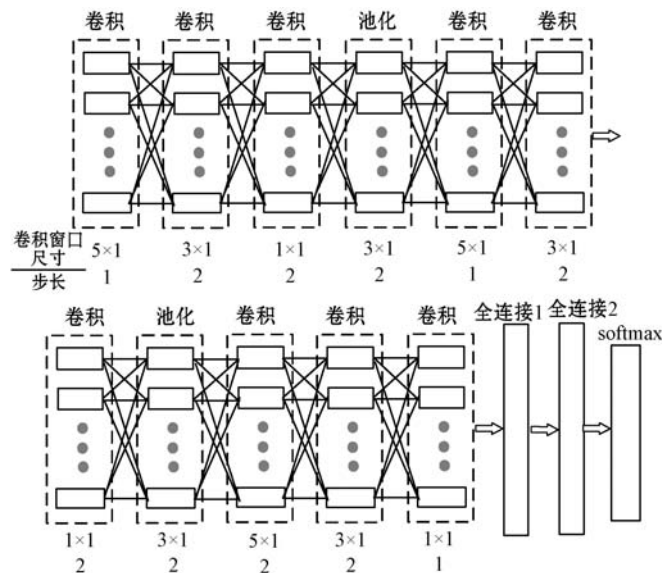 卷积 卷积 卷积 池化 卷积 卷积
卷积窗口
尺寸
5×1 3×1 1×1 3×1 5×1 3×1
步长
1 2 2 2 1 2
卷积 池化 卷积 卷积 卷积 全连接1 全连接2 softmax
1×1 3×1 5×1 3×1 1×1
2 2 2 2 1